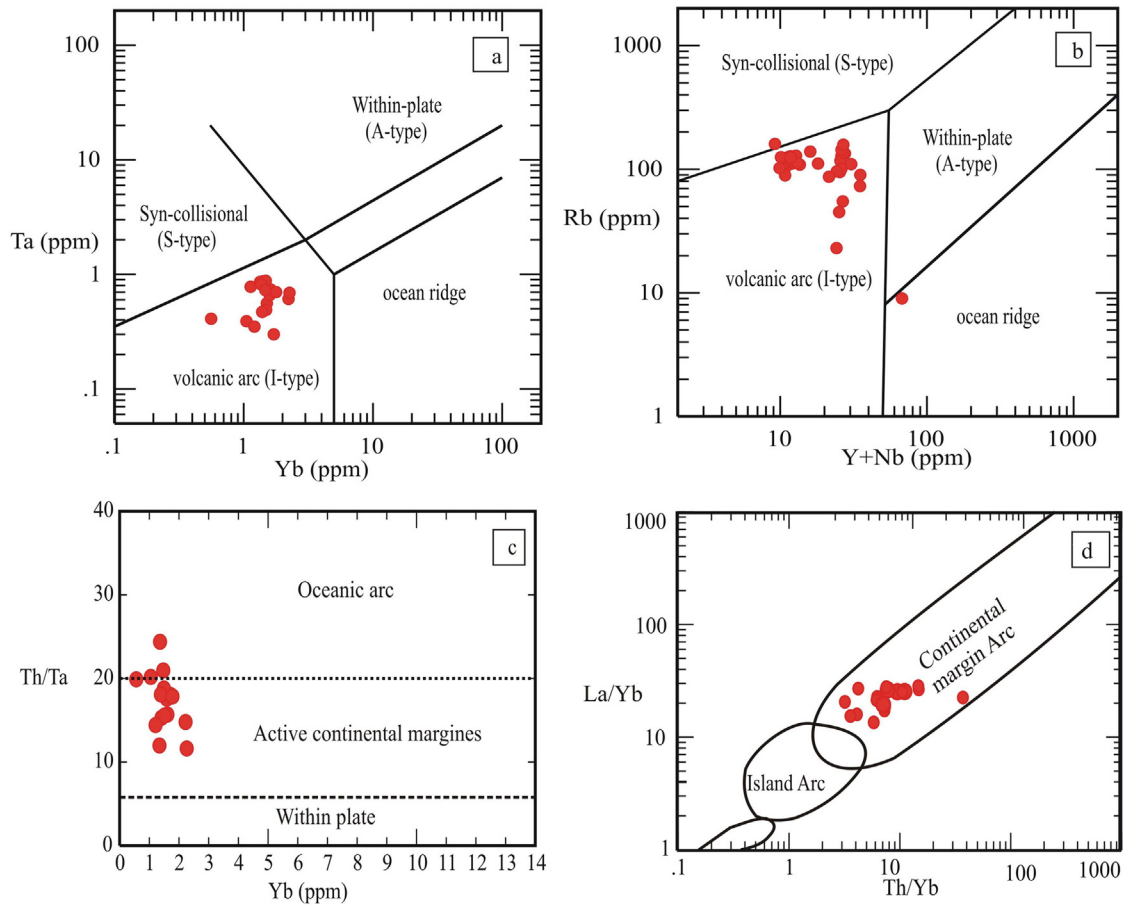 a
100
10
1
.1
Ta (ppm)
Within-plate
(A-type)
Syn-collisional
(S-type)
ocean ridge
volcanic arc (I-type)
.1
1
10
100
Yb (ppm)
b
1000
100
10
1
Rb (ppm)
Syn-collisional (S-type)
Within-plate
(A-type)
volcanic arc (I-type)
ocean ridge
10
100
1000
Y+Nb (ppm)
c
40
30
20
10
0
Th/Ta
Oceanic arc
Active continental margines
Within plate
0 1 2 3 4 5 6 7 8 9 10 11 12 13 14
Yb (ppm)
d
1000
100
10
1
La/Yb
Continental
margin Arc
Island Arc
.1
1
10
100
1000
Th/Yb